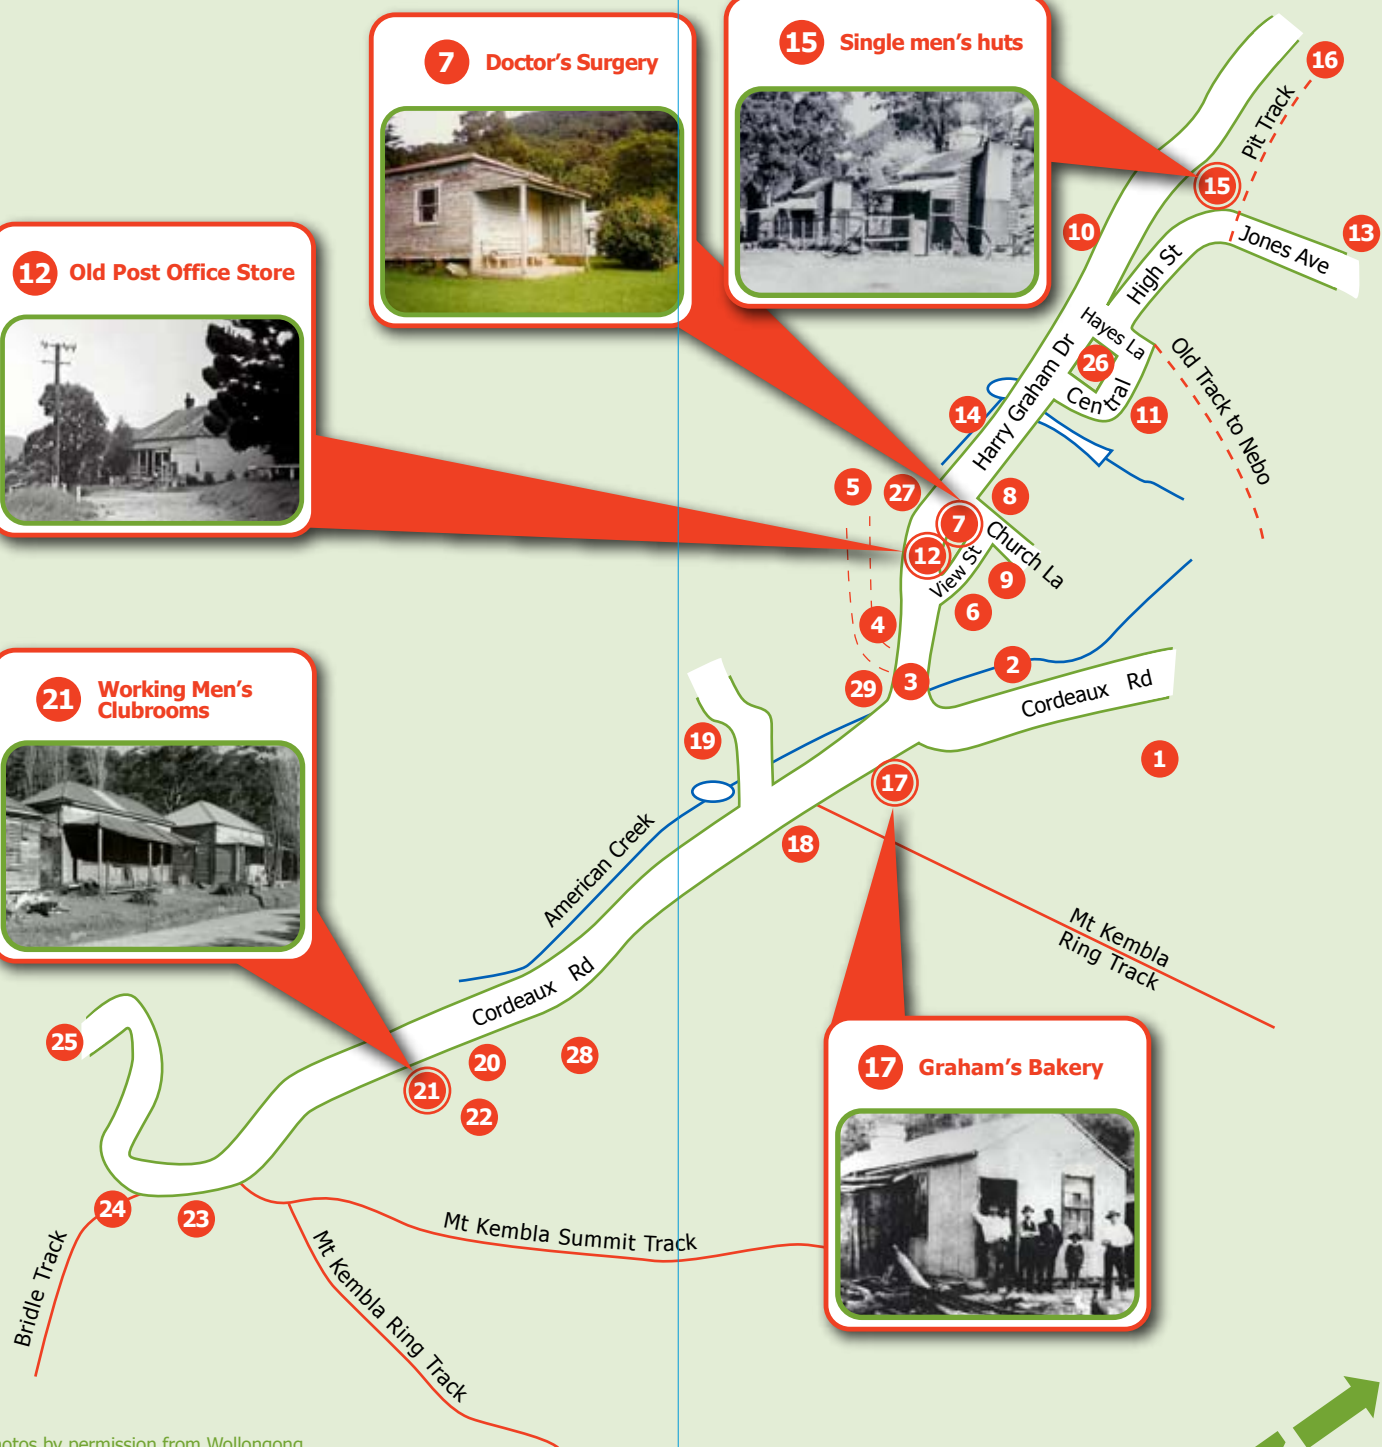 7 Doctor's Surgery
15 Single men's huts
16
Pit Track
15
10
13
Jones Ave
High St
12 Old Post Office Store
Hayes La
26
Old Track to Nebo
Harry Graham Dr
Central
14
11
5
27
8
7
Church La
12
View St
9
6
4
2
3
29
Cordeaux Rd
21 Working Men's
Clubrooms
19
1
17
18
American Creek
Mt Kembla
Ring Track
Cordeaux Rd
25
20
28
21
22
17 Graham's Bakery
24
23
Mt Kembla Summit Track
Bridle Track
Mt Kembla Ring Track
by permission from Wollongong